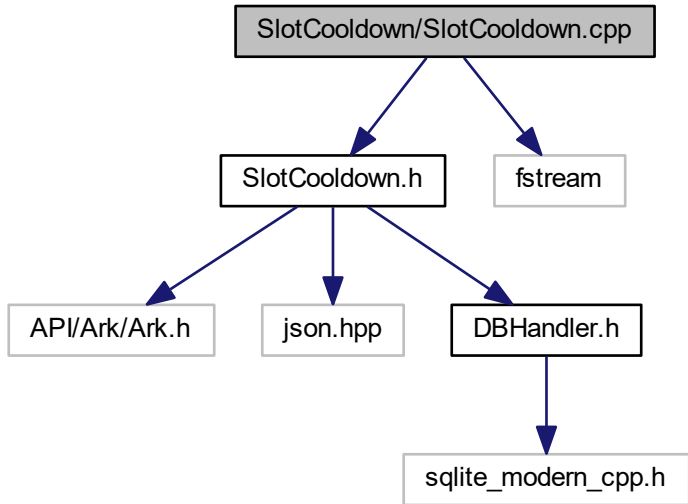 SlotCooldown/SlotCooldown.cpp
SlotCooldown.h
fstream
API/Ark/Ark.h
json.hpp
DBHandler.h
sqlite_modern_cpp.h